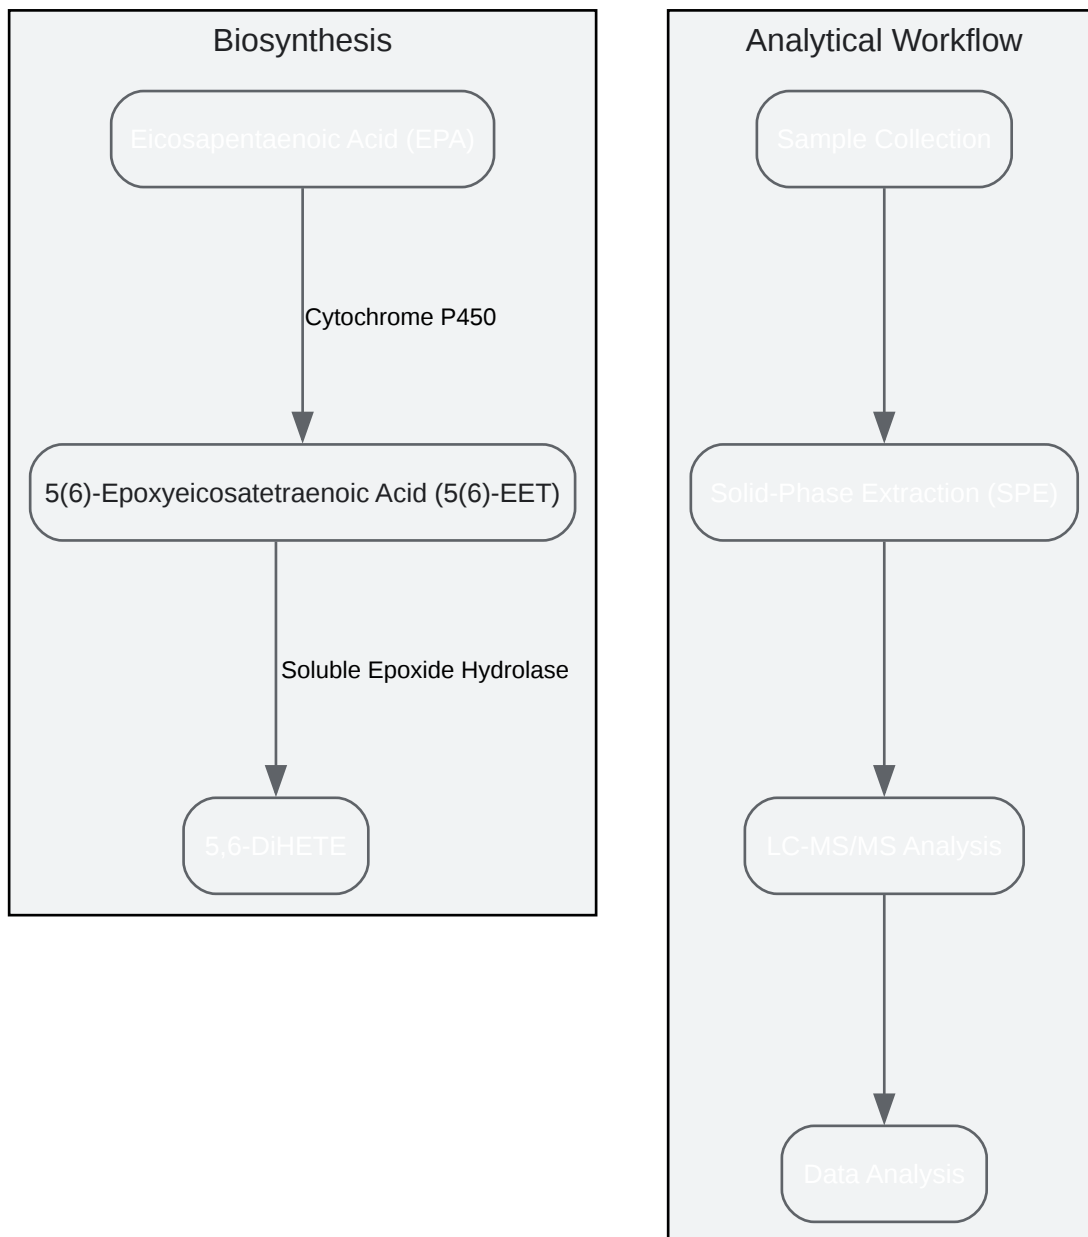 Biosynthesis
Eicosapentaenoic Acid (EPA)
Cytochrome P450
5(6)-Epoxyeicosatetraenoic Acid (5(6)-EET)
Soluble Epoxide Hydrolase
5,6-DiHETE
Analytical Workflow
Sample Collection
Solid-Phase Extraction (SPE)
LC-MS/MS Analysis
Data Analysis